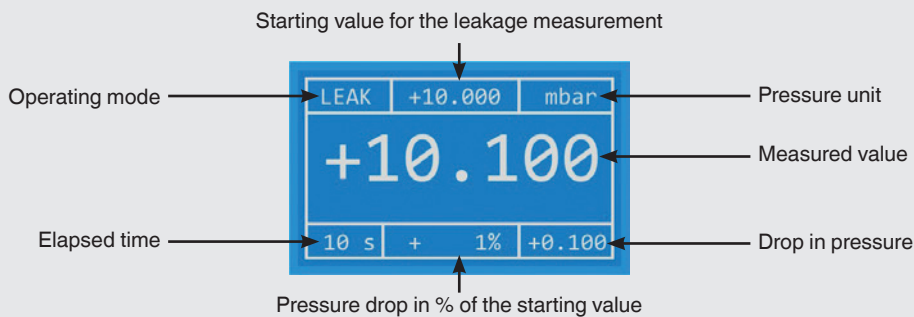 Starting value for the leakage measurement
Operating mode
LEAK +10.000 mbar
Pressure unit
+10.100
Measured value
Elapsed time
10 s + 1% +0.100
Drop in pressure
Pressure drop in % of the starting value